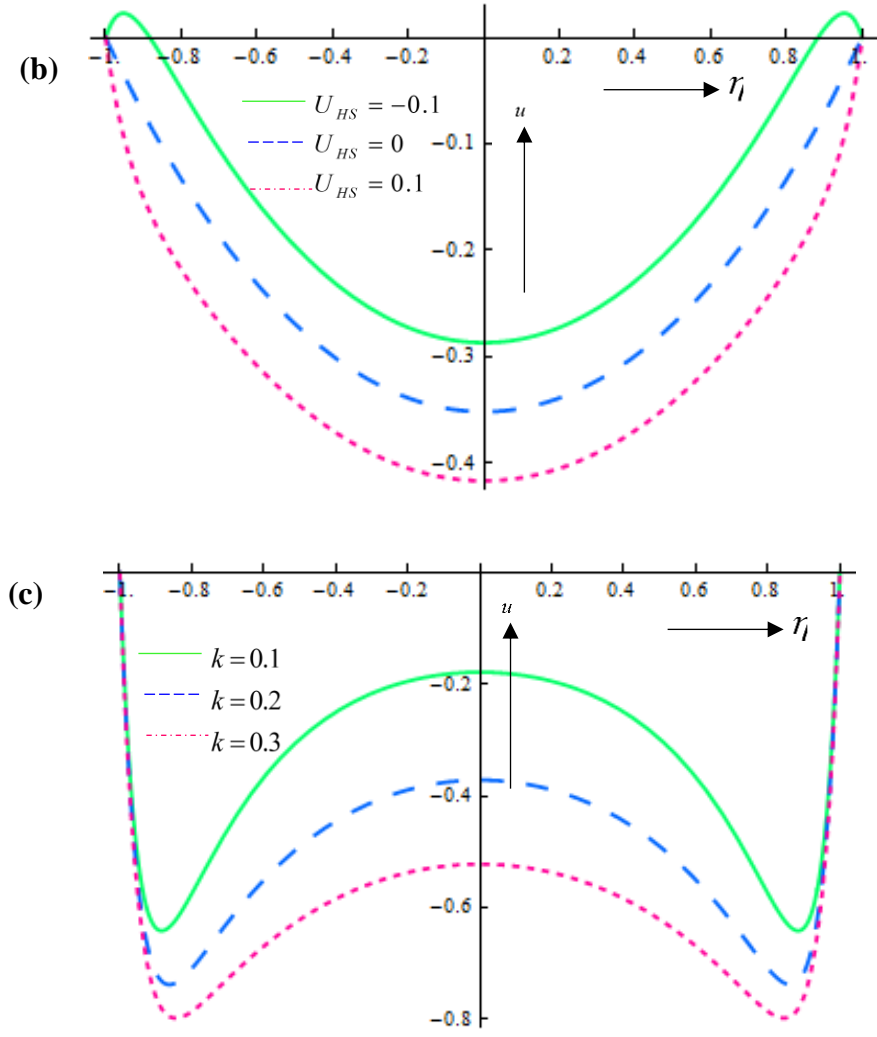 (b)
-1. -0.8 -0.6 -0.4 -0.2 0.2 0.4 0.6 0.8 1.
r₁
u
U_HS = -0.1
U_HS = 0
U_HS = 0.1
-0.1
-0.2
-0.3
-0.4
(c)
-1. -0.8 -0.6 -0.4 -0.2 0.2 0.4 0.6 0.8 1.
u
r₁
k = 0.1
k = 0.2
k = 0.3
-0.2
-0.4
-0.6
-0.8